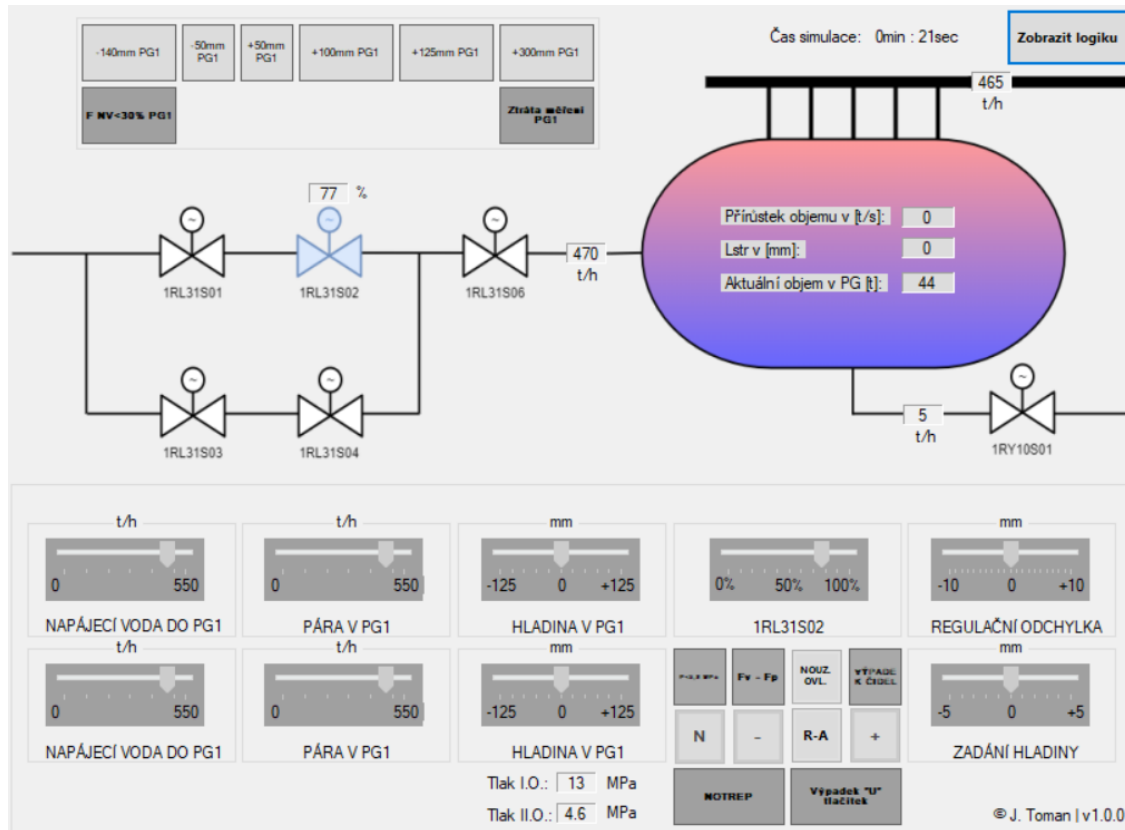 -140mm PG1
-50mm
PG1
+50mm
PG1
+100mm PG1
+125mm PG1
+300mm PG1
F NV<30% PG1
Ztráta měření
PG1
Čas simulace: 0min : 21sec
Zobrazit logiku
465
t/h
77 %
~
~
~
1RL31S01
1RL31S02
1RL31S06
470
t/h
Přírůstek objemu v [t/s]: 0
Lstr v [mm]: 0
Aktuální objem v PG [t]: 44
~
~
1RL31S03
1RL31S04
5
t/h
~
1RY10S01
t/h
0 550
NAPÁJECÍ VODA DO PG1
t/h
0 550
PÁRA V PG1
mm
-125 0 +125
HLADINA V PG1
0% 50% 100%
1RL31S02
mm
-10 0 +10
REGULAČNÍ ODCHYLKA
t/h
0 550
NAPÁJECÍ VODA DO PG1
t/h
0 550
PÁRA V PG1
mm
-125 0 +125
HLADINA V PG1
MPa
Fv - Fp
NOUZ.
OVL.
VÝPADE
K ČIDEL
N
-
R-A
+
NOTREP
Výpadek "U"
tlačítek
mm
-5 0 +5
ZADÁNÍ HLADINY
Tlak I.O.: 13 MPa
Tlak II.O.: 4.6 MPa
© J. Toman | v1.0.0